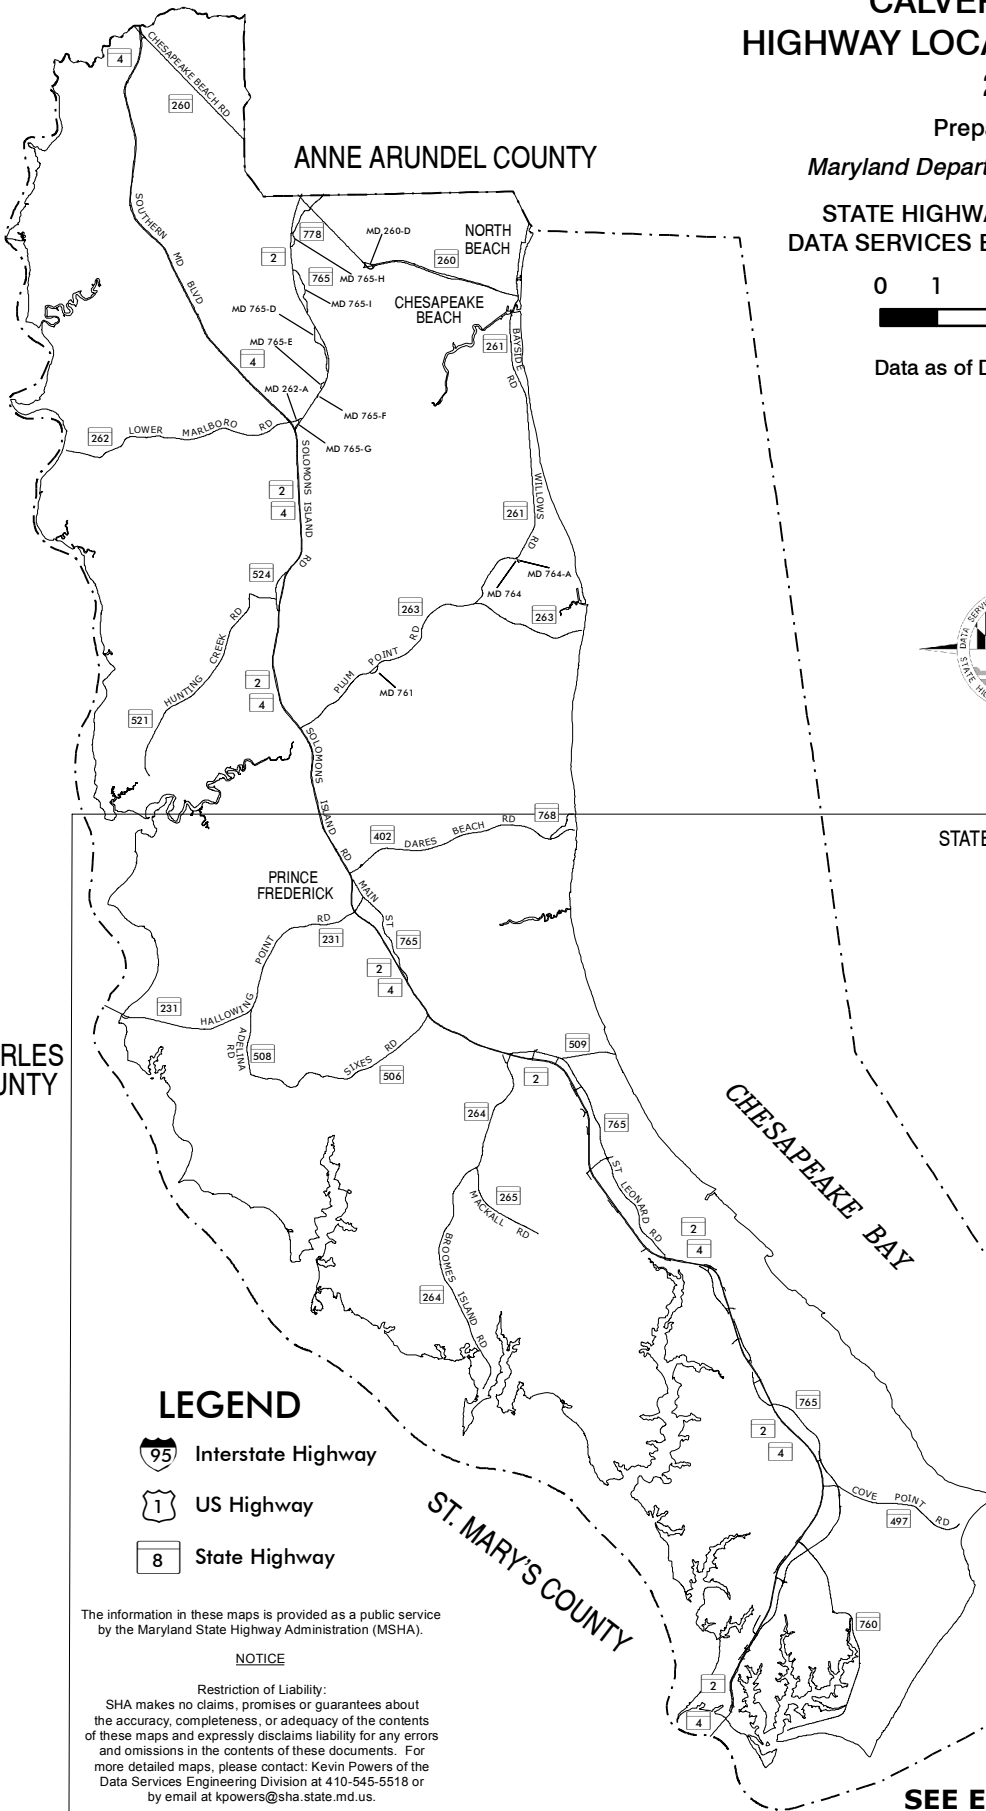 CALVER
HIGHWAY LOCA
2
Prepa
Maryland Depart
STATE HIGHWA
DATA SERVICES E
0 1
Data as of D
4
CHESAPEAKE BEACH RD
260
ANNE ARUNDEL COUNTY
SOUTHERN MD BLVD
778
MD 260-D
NORTH
BEACH
2
260
765
MD 765-H
MD 765-I
CHESAPEAKE
BEACH
MD 765-D
MD 765-E
4
261
BAYSIDE RD
MD 262-A
MD 765-F
262
LOWER MARLBORO RD
MD 765-G
SOLOMONS ISLAND RD
2
4
261
WILLOWS RD
524
MD 764-A
MD 764
263
263
HUNTING CREEK RD
PLUM POINT RD
MD 761
2
4
521
DATA SERVIC
STATE HI
SOLOMONS ISLAND RD
768
402
DARES BEACH RD
STATE
PRINCE
FREDERICK
MAIN ST
RD
231
765
HALLOWING POINT
2
4
231
ADELINA RD
508
SIXES RD
506
RLES
UNTY
509
2
264
765
CHESAPEAKE BAY
265
MACKALL RD
ST LEONARD RD
2
4
BROOMES ISLAND RD
264
765
2
4
COVE POINT RD
497
LEGEND
95 Interstate Highway
1 US Highway
8 State Highway
ST. MARY'S COUNTY
760
2
4
The information in these maps is provided as a public service
by the Maryland State Highway Administration (MSHA).
NOTICE
Restriction of Liability:
SHA makes no claims, promises or guarantees about
the accuracy, completeness, or adequacy of the contents
of these maps and expressly disclaims liability for any errors
and omissions in the contents of these documents. For
more detailed maps, please contact: Kevin Powers of the
Data Services Engineering Division at 410-545-5518 or
by email at kpowers@sha.state.md.us.
SEE E